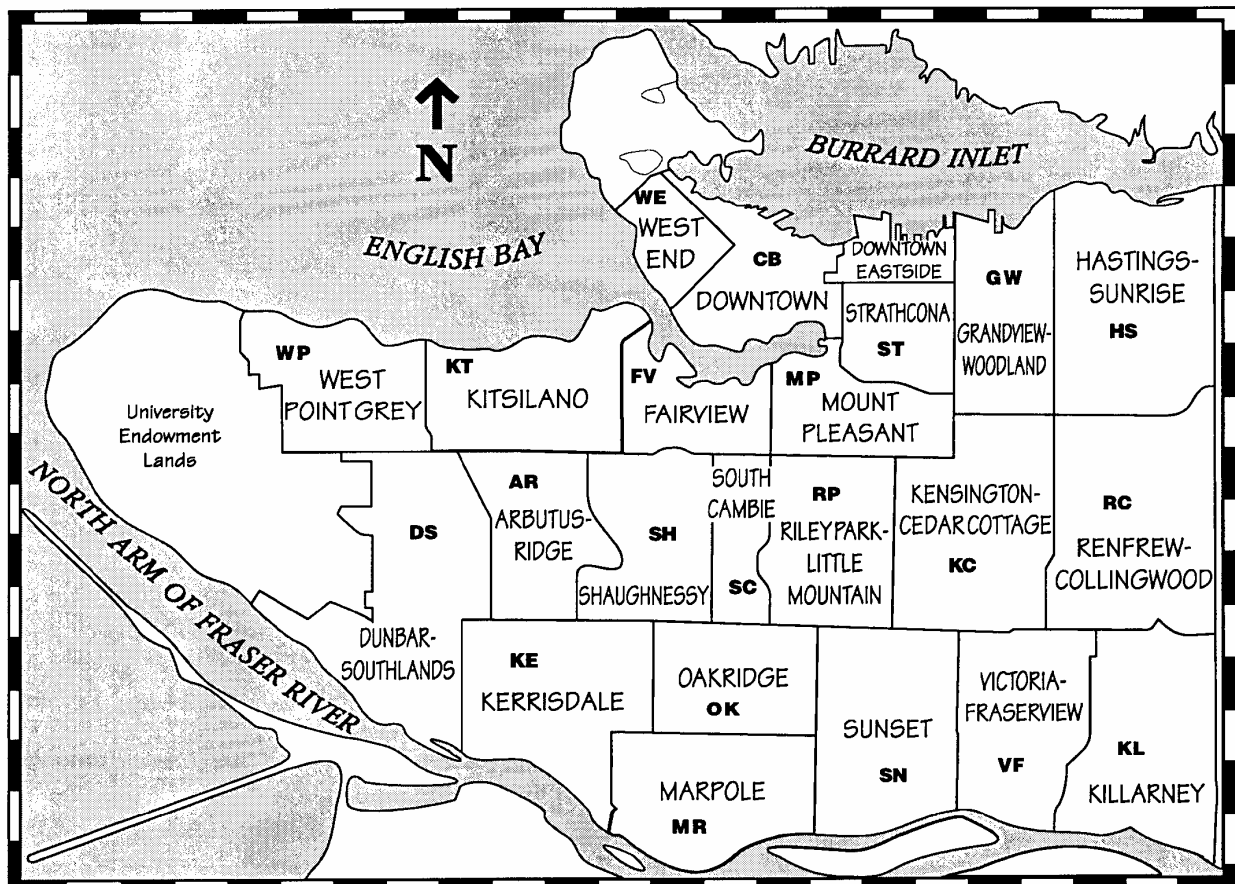 N
BURRARD INLET
ENGLISH BAY
WE
WEST
END
CB
DOWNTOWN
DOWNTOWN
EASTSIDE
STRATHCONA
ST
GW
GRANDVIEW-
WOODLAND
HASTINGS-
SUNRISE
HS
WP
WEST
POINT GREY
KT
KITSILANO
FV
FAIRVIEW
MP
MOUNT
PLEASANT
University
Endowment
Lands
NORTH ARM OF FRASER RIVER
DS
DUNBAR-
SOUTHLANDS
AR
ARBUTUS-
RIDGE
SH
SHAUGHNESSY
SOUTH
CAMBIE
SC
RP
RILEY PARK-
LITTLE
MOUNTAIN
KENSINGTON-
CEDAR COTTAGE
KC
RC
RENFREW-
COLLINGWOOD
KE
KERRISDALE
OAKRIDGE
OK
MARPOLE
MR
SUNSET
SN
VICTORIA-
FRASERVIEW
VF
KL
KILLARNEY